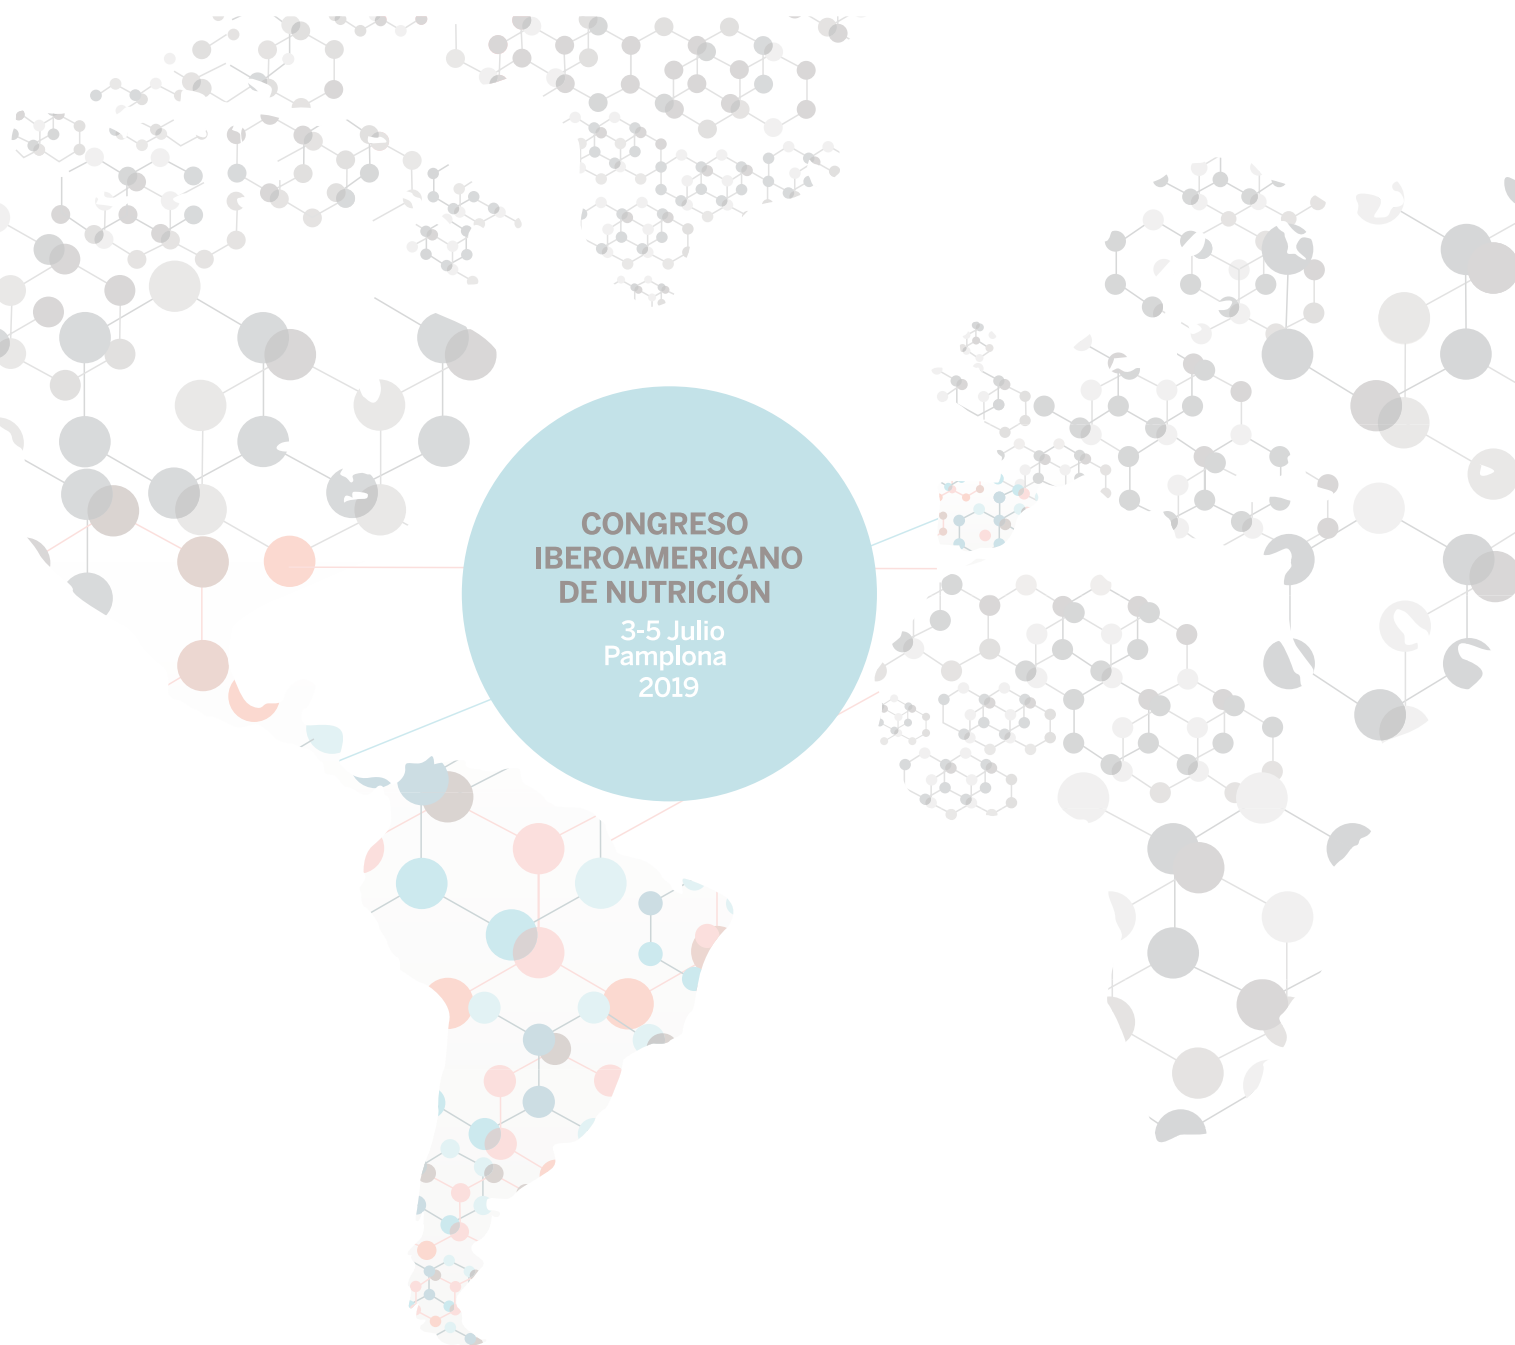 CONGRESO
IBEROAMERICANO
DE NUTRICIÓN
3-5 Julio
Pamplona
2019